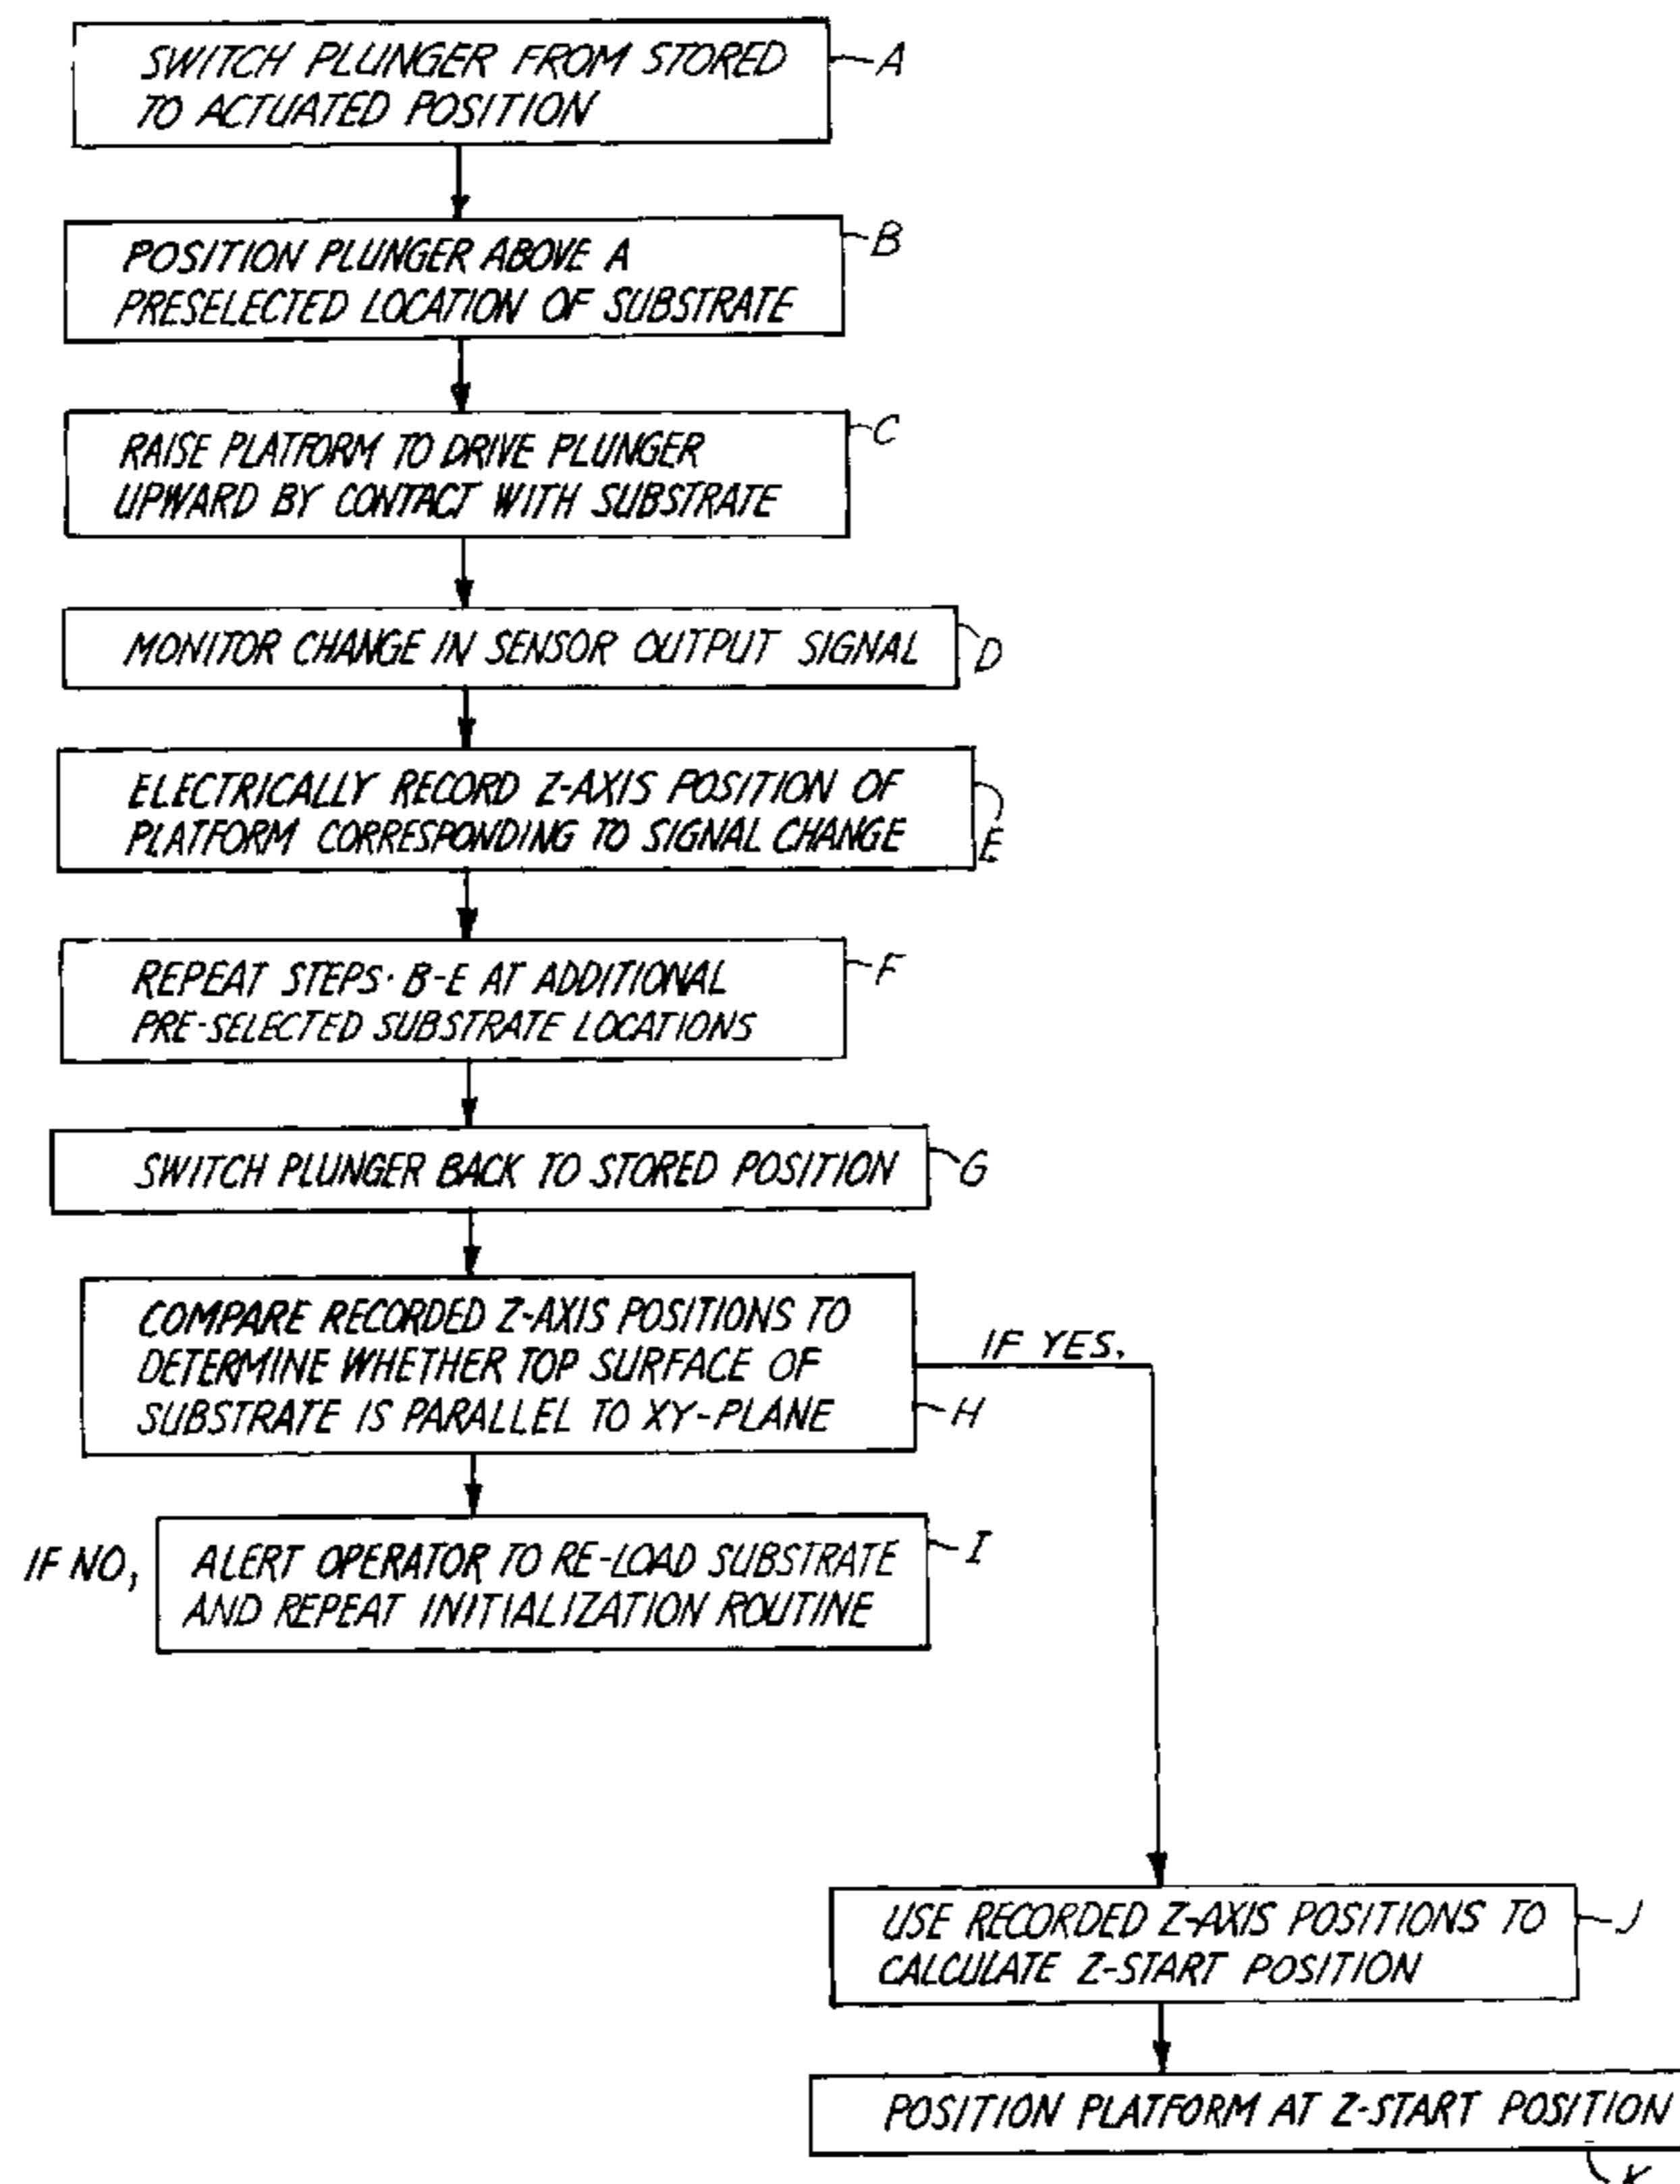 SWITCH PLUNGER FROM STORED
TO ACTUATED POSITION
A
POSITION PLUNGER ABOVE A
PRESELECTED LOCATION OF SUBSTRATE
B
RAISE PLATFORM TO DRIVE PLUNGER
UPWARD BY CONTACT WITH SUBSTRATE
C
MONITOR CHANGE IN SENSOR OUTPUT SIGNAL
D
ELECTRICALLY RECORD Z-AXIS POSITION OF
PLATFORM CORRESPONDING TO SIGNAL CHANGE
E
REPEAT STEPS B-E AT ADDITIONAL
PRE-SELECTED SUBSTRATE LOCATIONS
F
SWITCH PLUNGER BACK TO STORED POSITION
G
COMPARE RECORDED Z-AXIS POSITIONS TO
DETERMINE WHETHER TOP SURFACE OF
SUBSTRATE IS PARALLEL TO XY-PLANE
H
IF YES,
IF NO,
ALERT OPERATOR TO RE-LOAD SUBSTRATE
AND REPEAT INITIALIZATION ROUTINE
I
USE RECORDED Z-AXIS POSITIONS TO
CALCULATE Z-START POSITION
J
POSITION PLATFORM AT Z-START POSITION
K